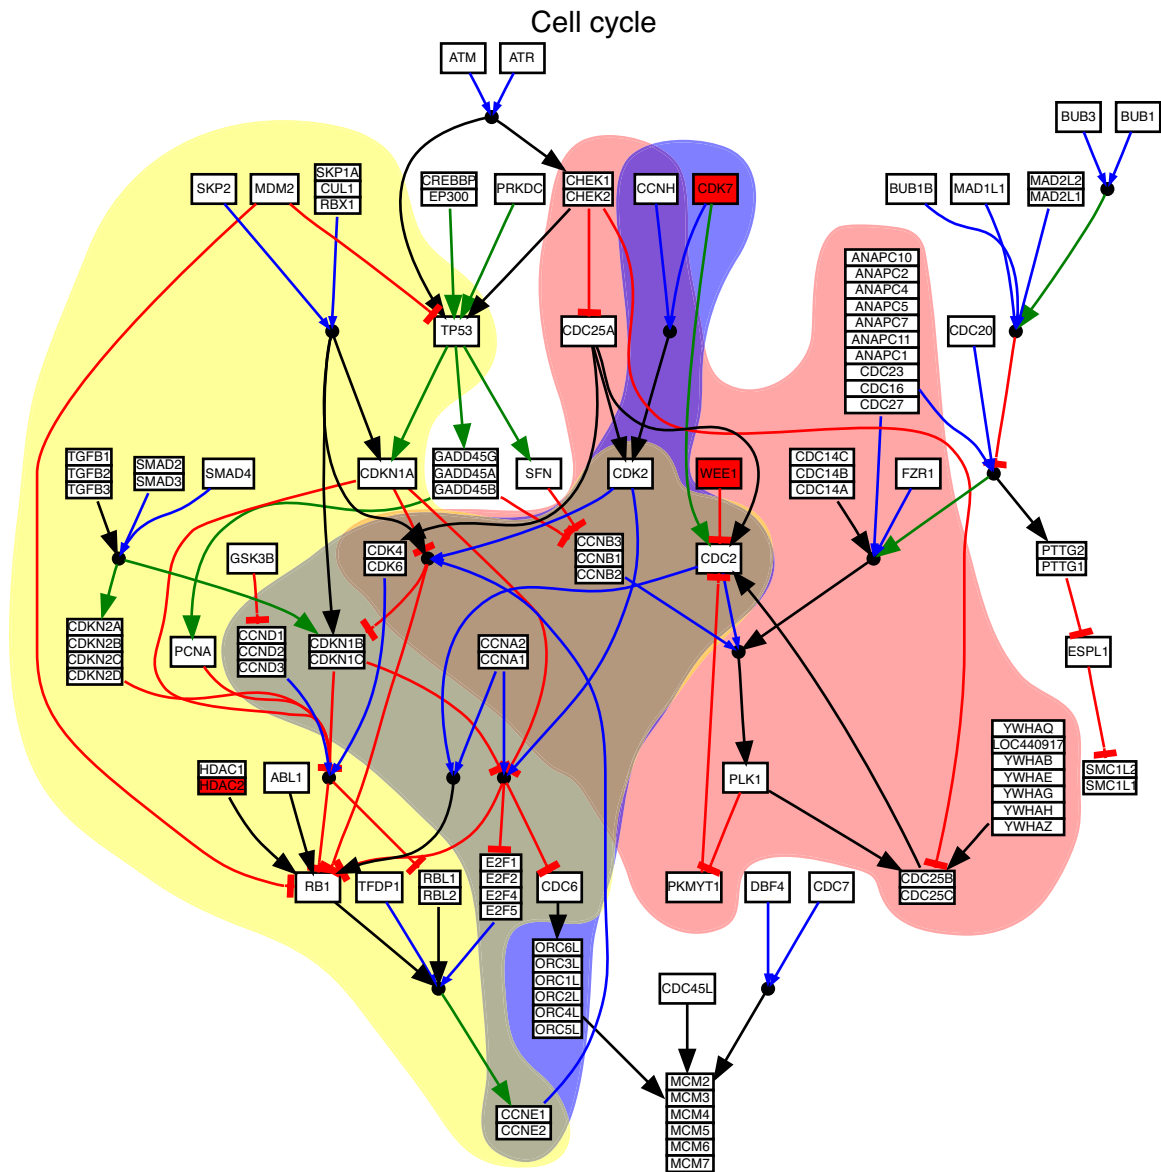 Cell cycle
ATM
ATR
BUB3
BUB1
SKP2
MDM2
SKP1A
CUL1
RBX1
CREBBP
EP300
PRKDC
CHEK1
CHEK2
CCNH
CDK7
BUB1B
MAD1L1
MAD2L2
MAD2L1
ANAPC10
ANAPC2
ANAPC4
ANAPC5
ANAPC7
ANAPC11
ANAPC1
CDC23
CDC16
CDC27
TP53
CDC25A
CDC20
TGFB1
TGFB2
TGFB3
SMAD2
SMAD3
SMAD4
CDKN1A
GADD45G
GADD45A
GADD45B
SFN
CDK2
WEE1
CDC14C
CDC14B
CDC14A
FZR1
GSK3B
CDK4
CDK6
CCNB3
CCNB1
CCNB2
CDC2
PTTG2
PTTG1
CDKN2A
CDKN2B
CDKN2C
CDKN2D
PCNA
CCND1
CCND2
CCND3
CDKN1B
CDKN1C
CCNA2
CCNA1
ESPL1
HDAC1
HDAC2
ABL1
PLK1
YWHAQ
LOC440917
YWHAB
YWHAE
YWHAG
YWHAH
YWHAZ
SMC1L2
SMC1L1
RB1
TFDP1
RBL1
RBL2
E2F1
E2F2
E2F4
E2F5
CDC6
PKMYT1
DBF4
CDC7
CDC25B
CDC25C
ORC6L
ORC3L
ORC1L
ORC2L
ORC4L
ORC5L
CDC45L
CCNE1
CCNE2
MCM2
MCM3
MCM4
MCM5
MCM6
MCM7